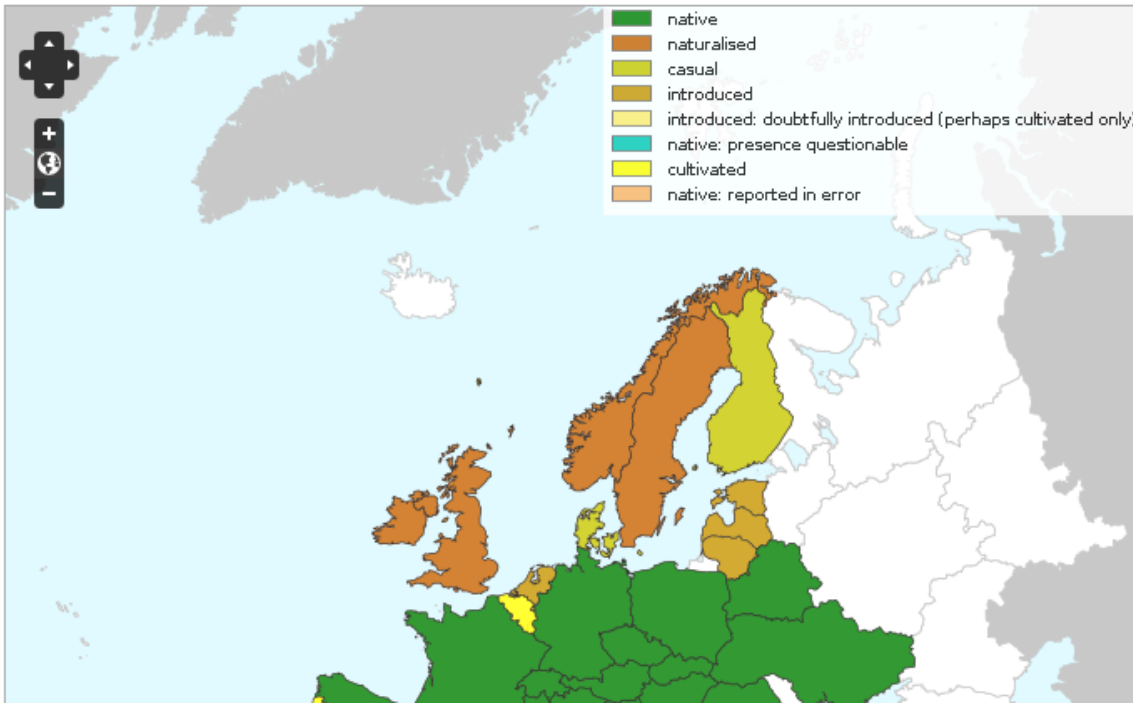 native
naturalised
casual
introduced
introduced: doubtfully introduced (perhaps cultivated only)
native: presence questionable
cultivated
native: reported in error